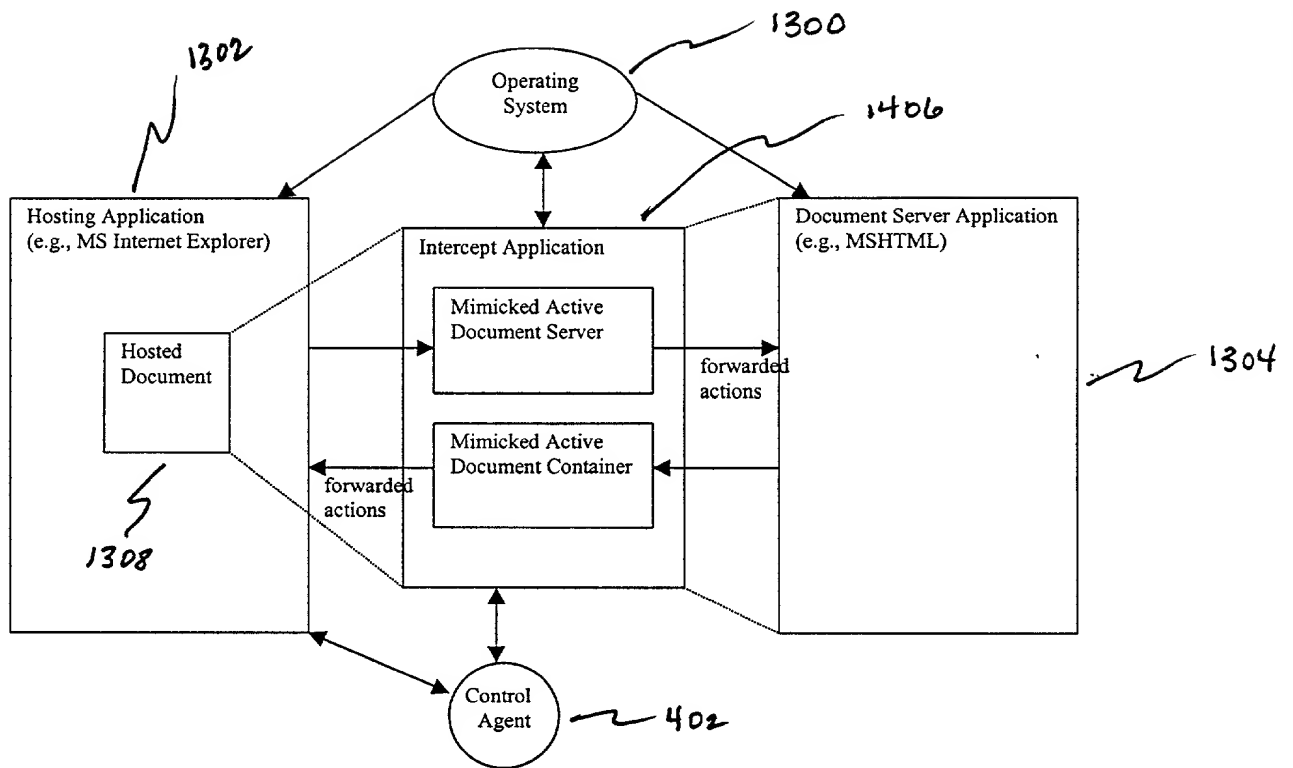 1300
1302
Operating
System
1406
Hosting Application
(e.g., MS Internet Explorer)
Intercept Application
Document Server Application
(e.g., MSHTML)
Mimicked Active
Document Server
Hosted
Document
forwarded
actions
1304
Mimicked Active
Document Container
forwarded
actions
1308
Control
Agent
402